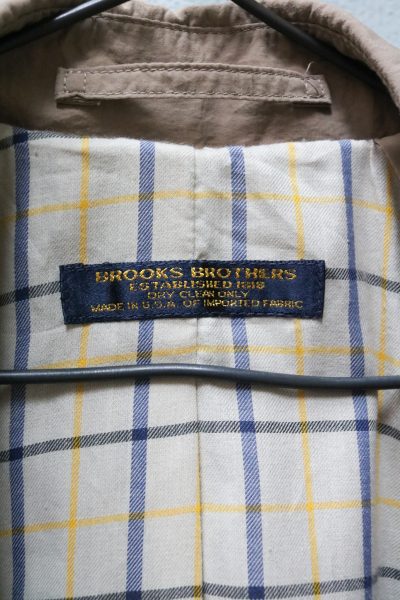 BROOKS BROTHERS
ESTABLISHED 1818
DRY CLEAN ONLY
MADE IN U.S.A. OF IMPORTED FABRIC